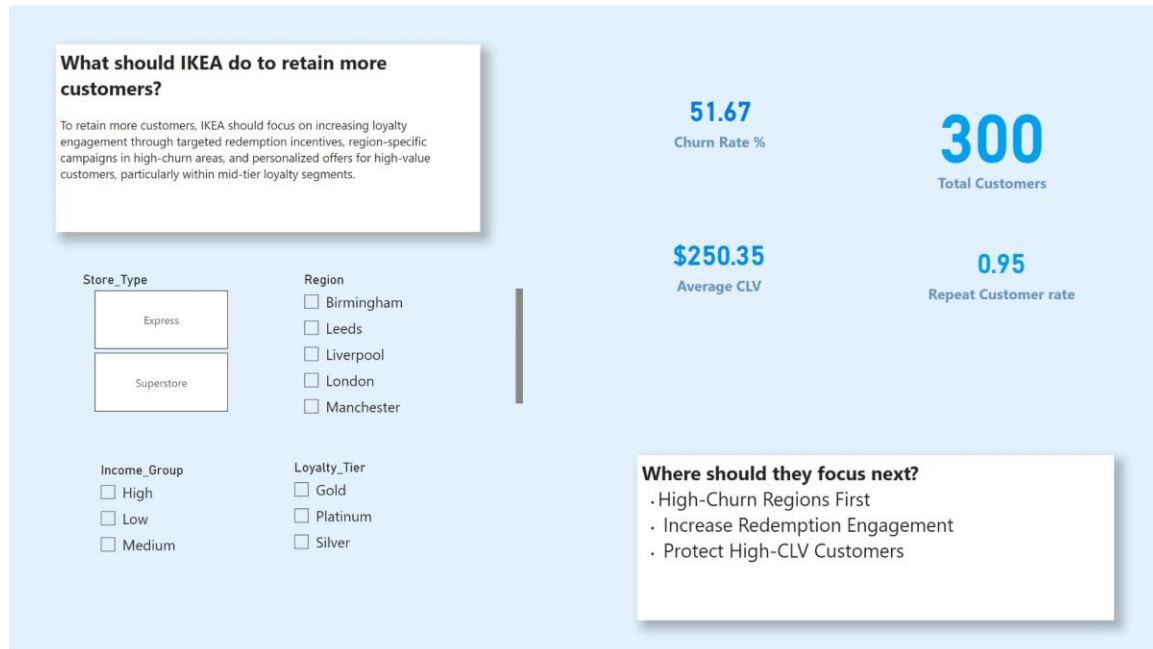 What should IKEA do to retain more
customers?
To retain more customers, IKEA should focus on increasing loyalty
engagement through targeted redemption incentives, region-specific
campaigns in high-churn areas, and personalized offers for high-value
customers, particularly within mid-tier loyalty segments.
51.67
Churn Rate %
300
Total Customers
$250.35
Average CLV
0.95
Repeat Customer rate
Store_Type
Express
Superstore
Region
Birmingham
Leeds
Liverpool
London
Manchester
Income_Group
High
Low
Medium
Loyalty_Tier
Gold
Platinum
Silver
Where should they focus next?
· High-Churn Regions First
· Increase Redemption Engagement
· Protect High-CLV Customers